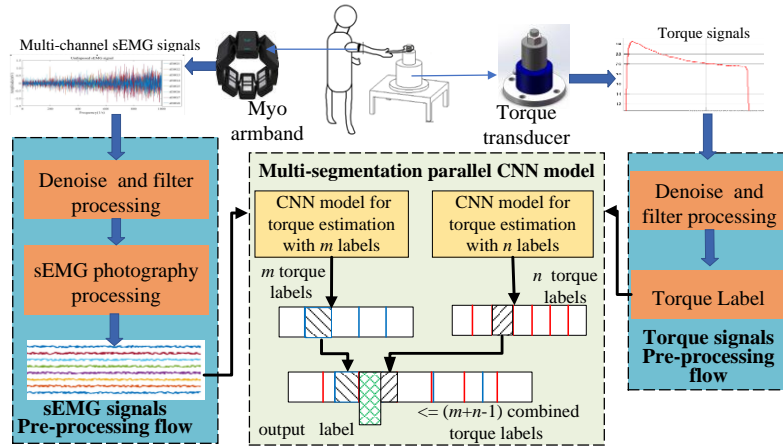 Multi-channel sEMG signals
Myo
armband
Torque
transducer
Torque signals
Denoise and filter
processing
sEMG photography
processing
sEMG signals
Pre-processing flow
Multi-segmentation parallel CNN model
CNN model for
torque estimation
with m labels
CNN model for
torque estimation
with n labels
m torque
labels
n torque
labels
output label
<= (m+n-1) combined
torque labels
Denoise and
filter processing
Torque Label
Torque signals
Pre-processing
flow